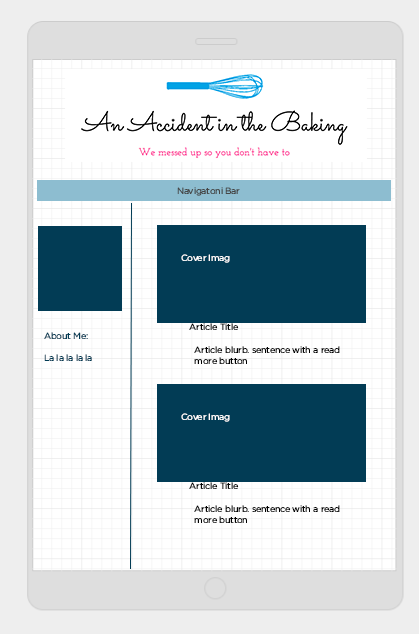 An Accident in the Baking
We messed up so you don't have to
Navigatoni Bar
About Me:
La la la la la
Cover Imag
Article Title
Article blurb. sentence with a read
more button
Cover Imag
Article Title
Article blurb. sentence with a read
more button